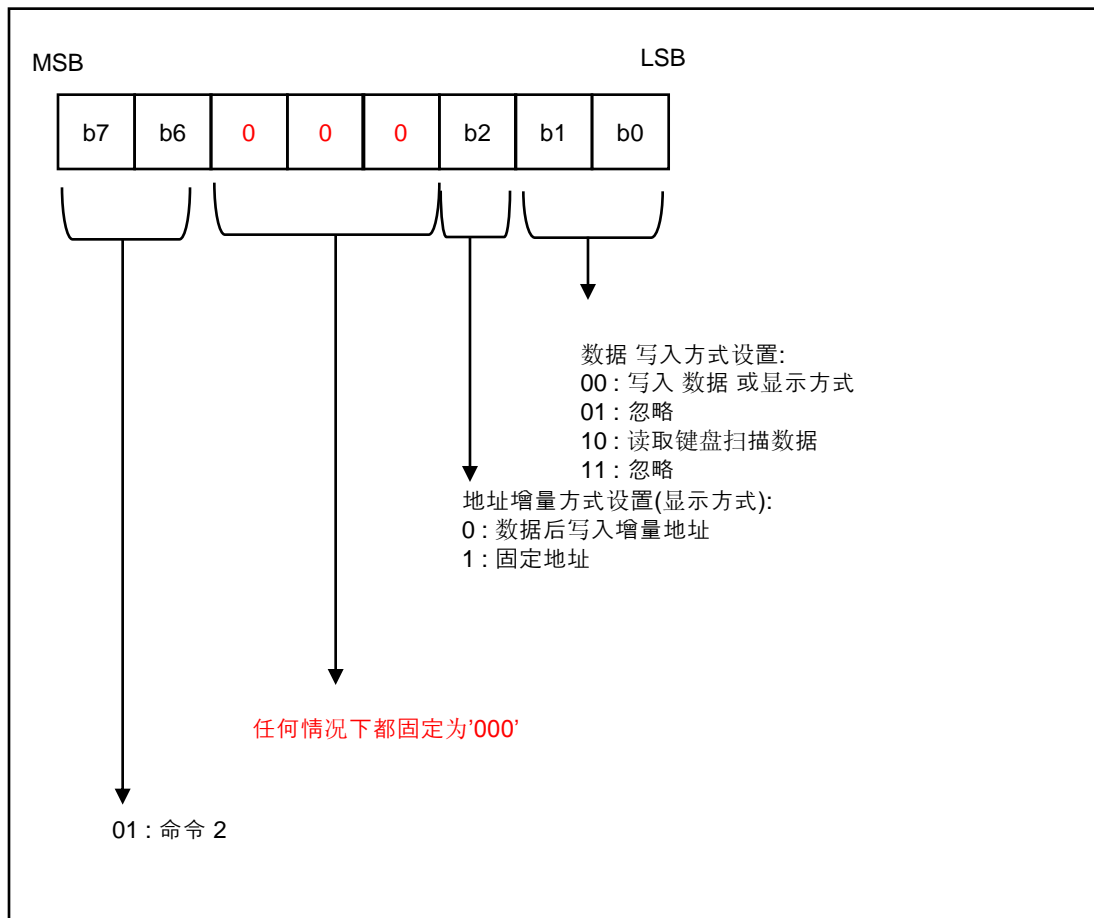 MSB
LSB
b7 b6 0 0 0 b2 b1 b0
数据 写入方式设置:
00 : 写入 数据 或显示方式
01 : 忽略
10 : 读取键盘扫描数据
11 : 忽略
地址增量方式设置(显示方式):
0 : 数据后写入增量地址
1 : 固定地址
任何情况下都固定为’000’
01 : 命令 2